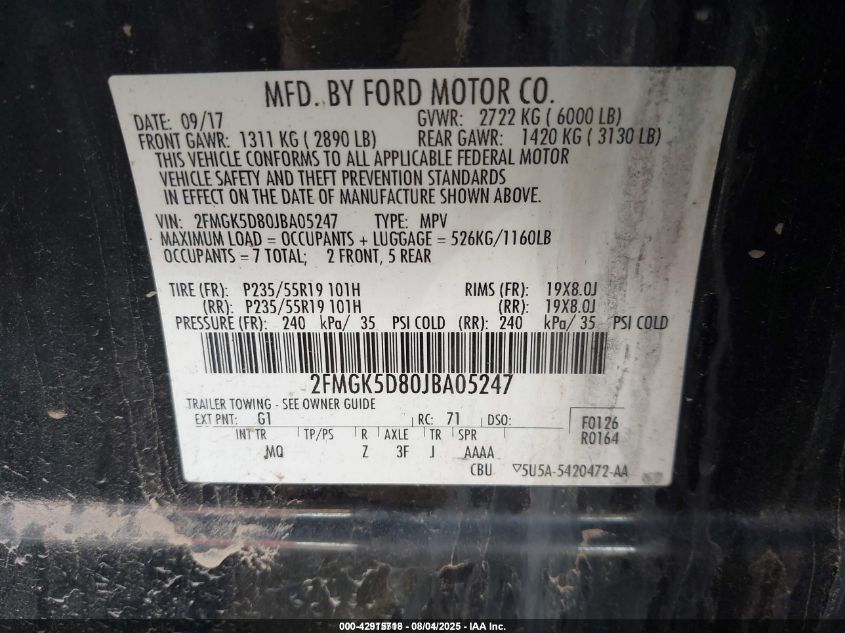 MFD. BY FORD MOTOR CO.
DATE: 09/17 GVWR: 2722 KG ( 6000 LB)
FRONT GAWR: 1311 KG ( 2890 LB) REAR GAWR: 1420 KG ( 3130 LB)
THIS VEHICLE CONFORMS TO ALL APPLICABLE FEDERAL MOTOR
VEHICLE SAFETY AND THEFT PREVENTION STANDARDS
IN EFFECT ON THE DATE OF MANUFACTURE SHOWN ABOVE.
VIN: 2FMGK5D80JBA05247 TYPE: MPV
MAXIMUM LOAD = OCCUPANTS + LUGGAGE = 526KG/1160LB
OCCUPANTS = 7 TOTAL; 2 FRONT, 5 REAR
TIRE (FR): P235/55R19 101H RIMS (FR): 19X8.0J
(RR): P235/55R19 101H (RR): 19X8.0J
PRESSURE (FR): 240 kPa/ 35 PSI COLD (RR): 240 kPa/ 35 PSI COLD
2FMGK5D80JBA05247
TRAILER TOWING - SEE OWNER GUIDE
EXT PNT: G1 RC: 71 DSO: F0126
R0164
INT TR TP/PS R AXLE TR SPR
MQ Z 3F J AAAA
CBU ▽5U5A-5420472-AA
08/04/2025 - IAA Inc.